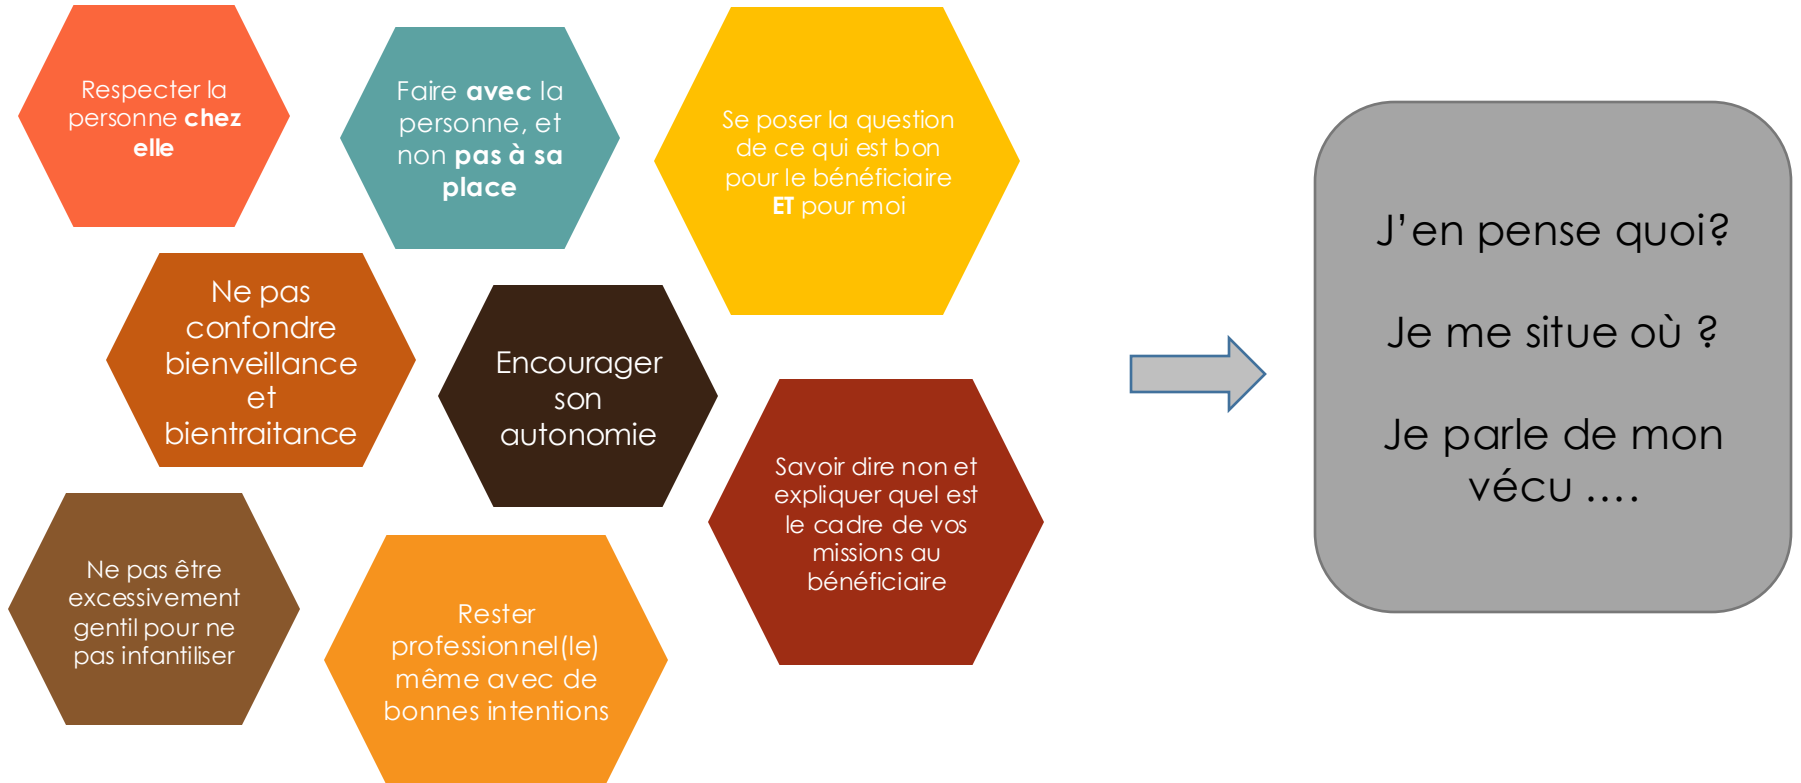 Respecter la
personne chez
elle
Faire avec la
personne, et
non pas à sa
place
Se poser la question
de ce qui est bon
pour le bénéficiaire
ET pour moi
Ne pas
confondre
bienveillance
et
bientraitance
Encourager
son
autonomie
Savoir dire non et
expliquer quel est
le cadre de vos
missions au
bénéficiaire
Ne pas être
excessivement
gentil pour ne
pas infantiliser
Rester
professionnel(le)
même avec de
bonnes intentions
J'en pense quoi?
Je me situe où ?
Je parle de mon
vécu ....